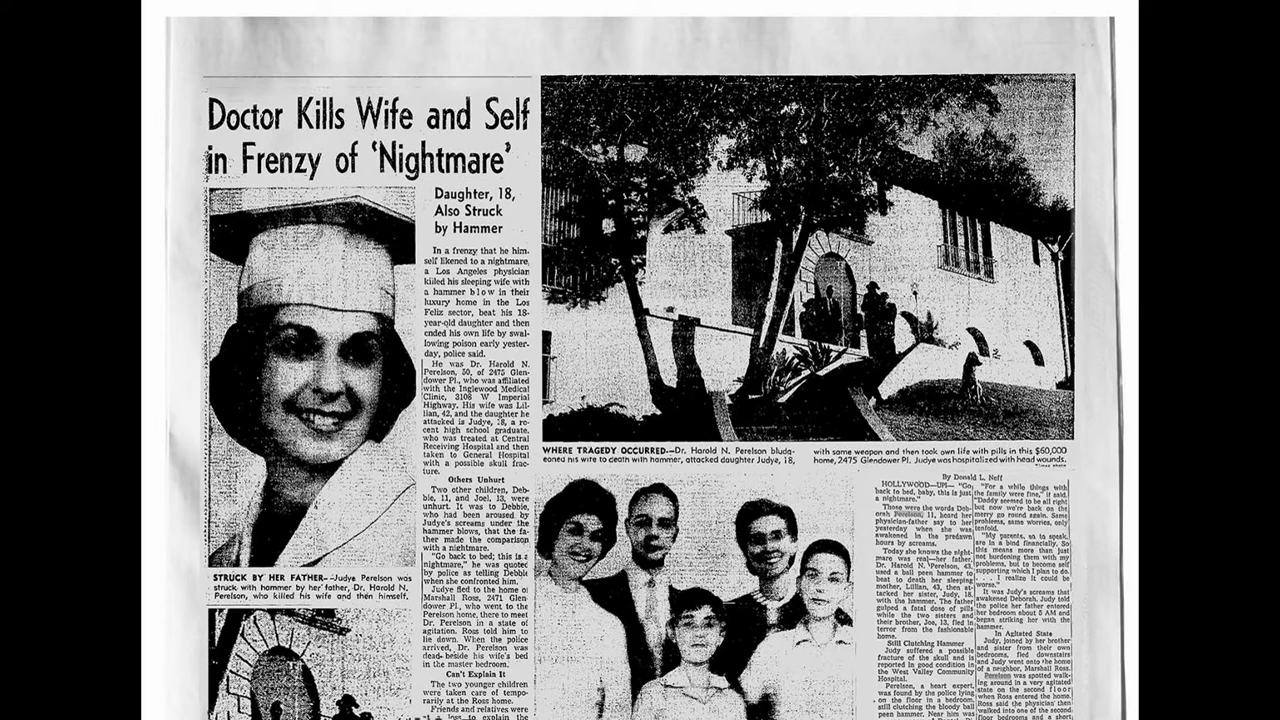 Doctor Kills Wife and Self
in Frenzy of ‘Nightmare’
Daughter, 18,
Also Struck
by Hammer
In a frenzy that he him-
self likened to a nightmare,
a Los Angeles physician
killed his sleeping wife with
a hammer blow in their
luxury home in the Los
Feliz sector, beat his 18-
year-old daughter and then
ended his own life by swal-
lowing poison early yester-
day, police said.
He was Dr. Harold N.
Perelson, 50, of 2475 Glen-
dower Pl., who was affiliated
with the Inglewood Medical
Clinic, 3108 W Imperial
Highway. His wife was Lil-
lian, 42, and the daughter he
attacked is Judye, 18, a re-
cent high school graduate,
who was treated at Central
Receiving Hospital and then
taken to General Hospital
with a possible skull frac-
ture.
Others Unhurt
Two other children, Deb-
bie, 11, and Joel, 13, were
unhurt. It was to Debbie,
who had been aroused by
Judye's screams under the
hammer blows, that the fa-
ther made the comparison
with a nightmare.
"Go back to bed; this is a
nightmare," he was quoted
by police as telling Debbie
when she confronted him.
Judye fled to the home of
Marshall Ross, 2471 Glen-
dower Pl., who went to the
Perelson home, there to meet
Dr. Perelson in a state of
agitation. Ross told him to
lie down. When the police
arrived, Dr. Perelson was
dead beside his wife's bed
in the master bedroom.
Can't Explain It
The two younger children
were taken care of tempo-
rarily at the Ross home.
Friends and relatives were
at loss to explain the
STRUCK BY HER FATHER--Judye Perelson was
struck with hammer by her father, Dr. Harold N.
Perelson, who killed his wife and then himself.
WHERE TRAGEDY OCCURRED.—Dr. Harold N. Perelson bludg-
eoned his wife to death with hammer, attacked daughter Judye, 18,
with same weapon and then took own life with pills in this $60,000
home, 2475 Glendower Pl. Judye was hospitalized with head wounds.
Times photo
By Donald L. Neff
HOLLYWOOD—UPI— "Go
back to bed, baby, this is just
a nightmare."
Those were the words Deb-
orah Perelson, 11, heard her
physician-father say to her
yesterday when she was
awakened in the predawn
hours by screams.
Today she knows the night-
mare was real—her father,
Dr. Harold N. Perelson, 43,
used a ball peen hammer to
beat to death her sleeping
mother, Lillian, 43, then at-
tacked her sister, Judy, 18,
with the hammer. The father
gulped a fatal dose of pills
while the two sisters and
their brother, Joe, 13, fled in
terror from the fashionable
home.
Still Clutching Hammer
Judy suffered a possible
fracture of the skull and is
reported in good condition in
the West Valley Community
Hospital.
Perelson, a heart expert,
was found by the police lying
on the floor in a bedroom,
still clutching the bloody ball
peen hammer. Near him was
"For a while things with
the family were fine," it said.
"Daddy seemed to be all right
but now we're back on the
merry go round again. Same
problems, same worries, only
tenfold.
"My parents, so to speak,
are in a bind financially. So
this means more than just
not burdening them with my
problems, but to become self
supporting which I plan to do.
. . . I realize it could be
worse."
It was Judy's screams that
awakened Deborah. Judy told
the police her father entered
her bedroom about 5 AM and
began striking her with the
hammer.
In Agitated State
Judy, joined by her brother
and sister from their own
bedrooms, fled downstairs
and Judy went onto the home
of a neighbor, Marshall Ross.
Perelson was spotted walk-
ing around in a very agitated
state on the second floor
when Ross entered the home.
Ross said the physician then
walked into one of the second
floor bedrooms and a short